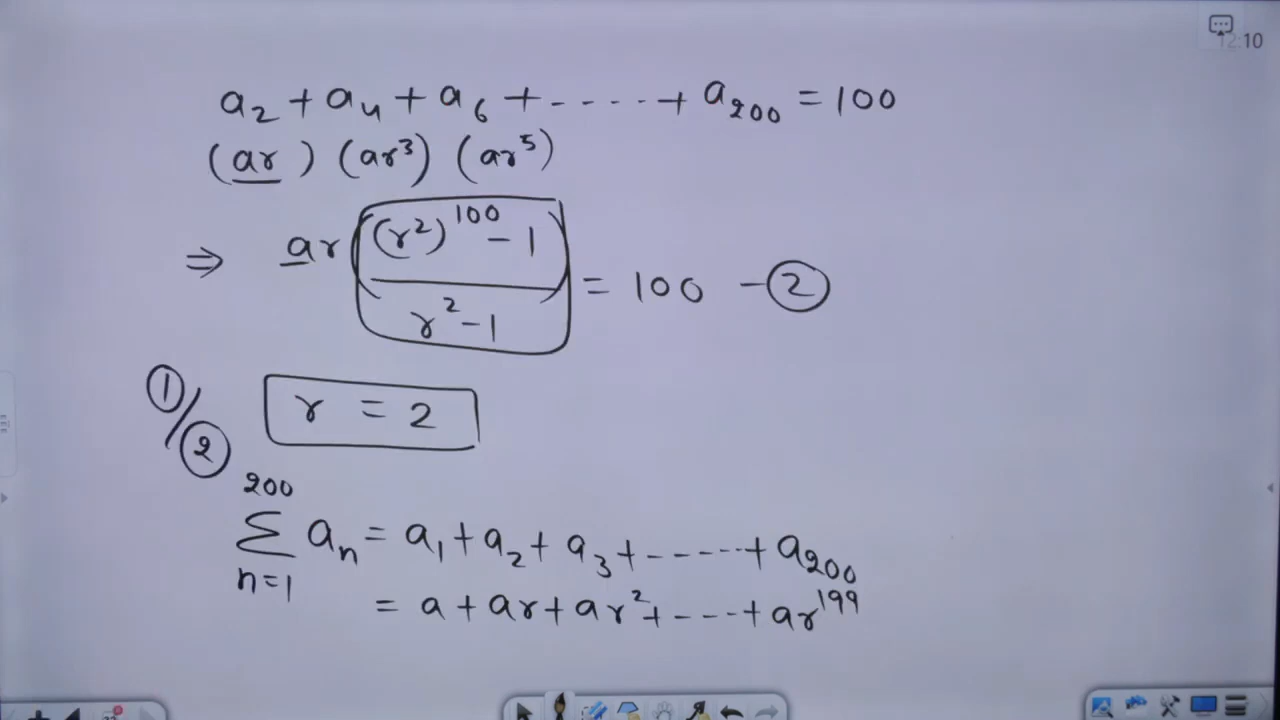 12:10
a₂ + a₄ + a₆ + ----- + a₂₀₀ = 100
(ar) (ar³) (ar⁵)
⇒ ar((r²)¹⁰⁰ - 1 / r² - 1) = 100 - ②
①/② r = 2
200
Σ aₙ = a₁ + a₂ + a₃ + ----- + a₂₀₀
n=1
= a + ar + ar² + ---- + ar¹⁹⁹